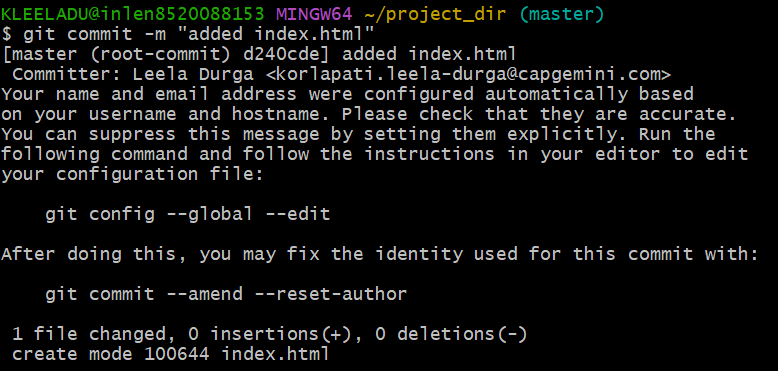 KLEELADU@inlen8520088153 MINGW64 ~/project_dir (master)
$ git commit -m "added index.html"
[master (root-commit) d240cde] added index.html
 Committer: Leela Durga <korlapati.leela-durga@capgemini.com>
Your name and email address were configured automatically based
on your username and hostname. Please check that they are accurate.
You can suppress this message by setting them explicitly. Run the
following command and follow the instructions in your editor to edit
your configuration file:

    git config --global --edit

After doing this, you may fix the identity used for this commit with:

    git commit --amend --reset-author

 1 file changed, 0 insertions(+), 0 deletions(-)
 create mode 100644 index.html